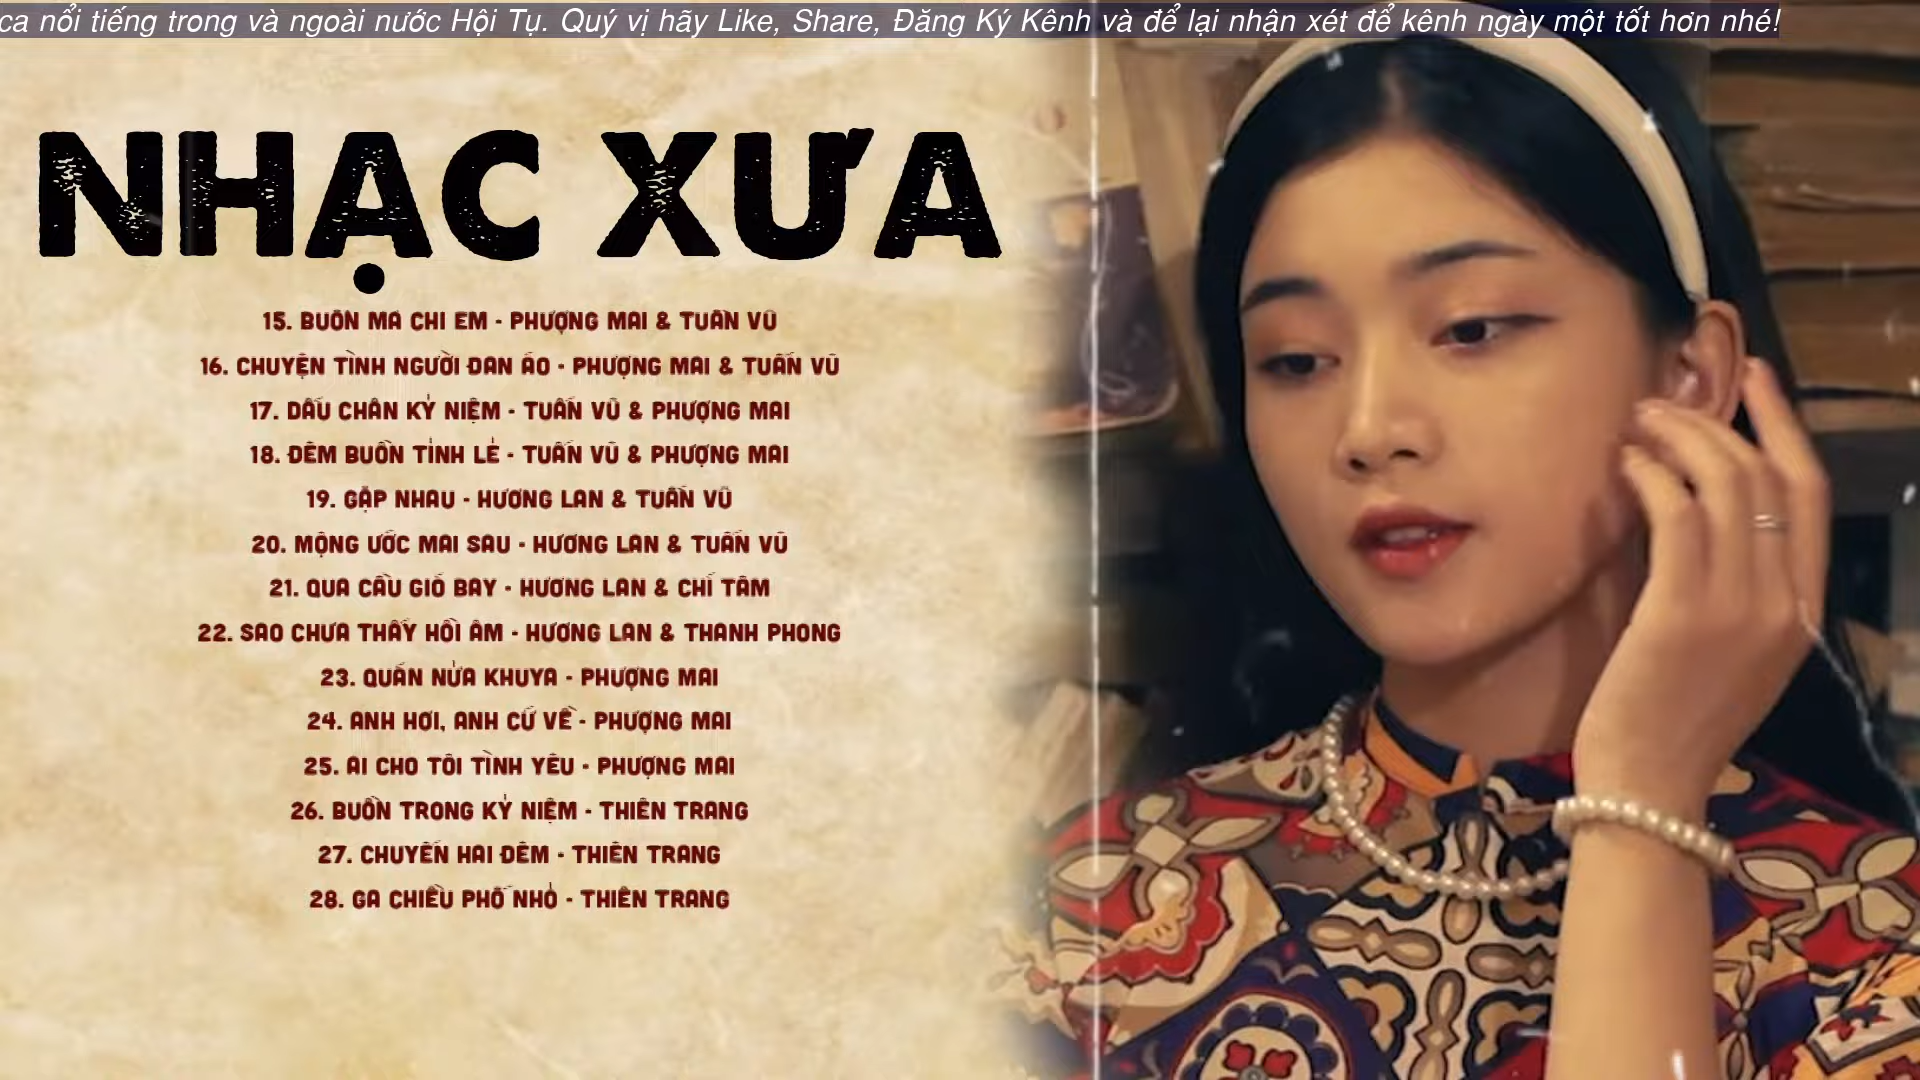 ca nổi tiếng trong và ngoài nước Hội Tụ. Quý vị hãy Like, Share, Đăng Ký Kênh và để lại nhận xét để kênh ngày một tốt hơn nhé!
NHẠC XƯA
15. BUỒN MÀ CHI EM - PHƯỢNG MAI & TUẤN VŨ
16. CHUYỆN TÌNH NGƯỜI ĐAN ÁO - PHƯỢNG MAI & TUẤN VŨ
17. DẤU CHÂN KỶ NIỆM - TUẤN VŨ & PHƯỢNG MAI
18. ĐÊM BUỒN TỈNH LẺ - TUẤN VŨ & PHƯỢNG MAI
19. GẶP NHAU - HƯƠNG LAN & TUẤN VŨ
20. MỘNG ƯỚC MAI SAU - HƯƠNG LAN & TUẤN VŨ
21. QUA CẦU GIÓ BAY - HƯƠNG LAN & CHÍ TÂM
22. SAO CHƯA THẤY HỒI ÂM - HƯƠNG LAN & THANH PHONG
23. QUÁN NỬA KHUYA - PHƯỢNG MAI
24. ANH HƠI, ANH CỨ VỀ - PHƯỢNG MAI
25. AI CHO TÔI TÌNH YÊU - PHƯỢNG MAI
26. BUỒN TRONG KỶ NIỆM - THIÊN TRANG
27. CHUYẾN HAI ĐÊM - THIÊN TRANG
28. GA CHIỀU PHỐ NHỎ - THIÊN TRANG